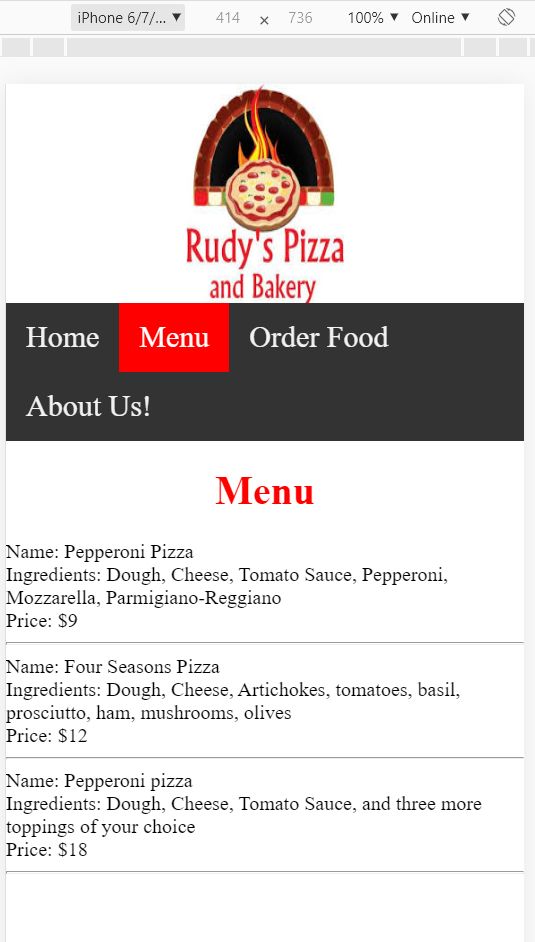 iPhone 6/7/... ▼ 414 × 736 100% ▼ Online ▼
Rudy's Pizza
and Bakery
Home Menu Order Food
About Us!
Menu
Name: Pepperoni Pizza
Ingredients: Dough, Cheese, Tomato Sauce, Pepperoni,
Mozzarella, Parmigiano-Reggiano
Price: $9
Name: Four Seasons Pizza
Ingredients: Dough, Cheese, Artichokes, tomatoes, basil,
prosciutto, ham, mushrooms, olives
Price: $12
Name: Pepperoni pizza
Ingredients: Dough, Cheese, Tomato Sauce, and three more
toppings of your choice
Price: $18